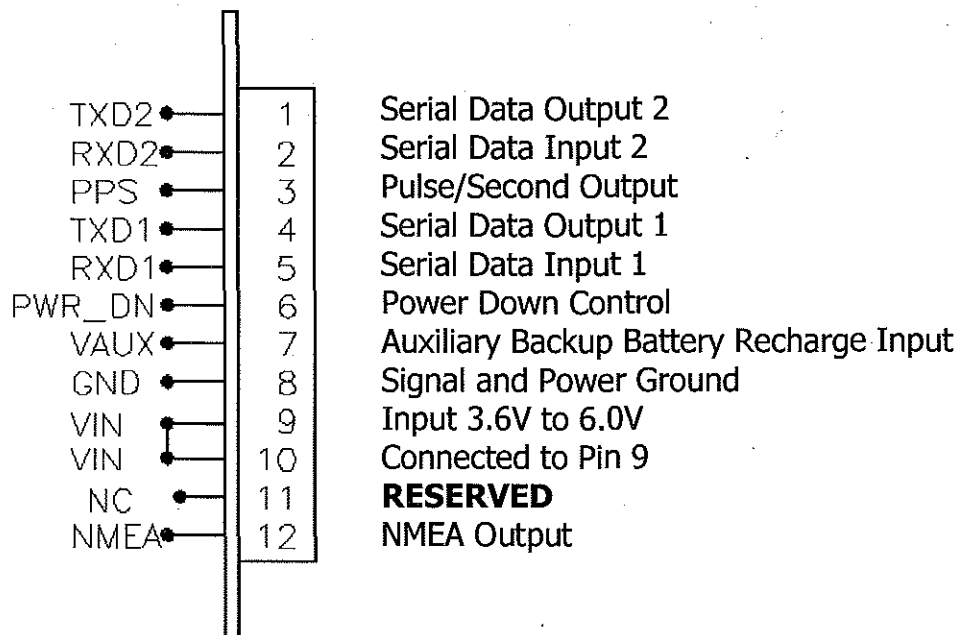 TXD2 1 Serial Data Output 2
RXD2 2 Serial Data Input 2
PPS 3 Pulse/Second Output
TXD1 4 Serial Data Output 1
RXD1 5 Serial Data Input 1
PWR_DN 6 Power Down Control
VAUX 7 Auxiliary Backup Battery Recharge Input
GND 8 Signal and Power Ground
VIN 9 Input 3.6V to 6.0V
VIN 10 Connected to Pin 9
NC 11 RESERVED
NMEA 12 NMEA Output